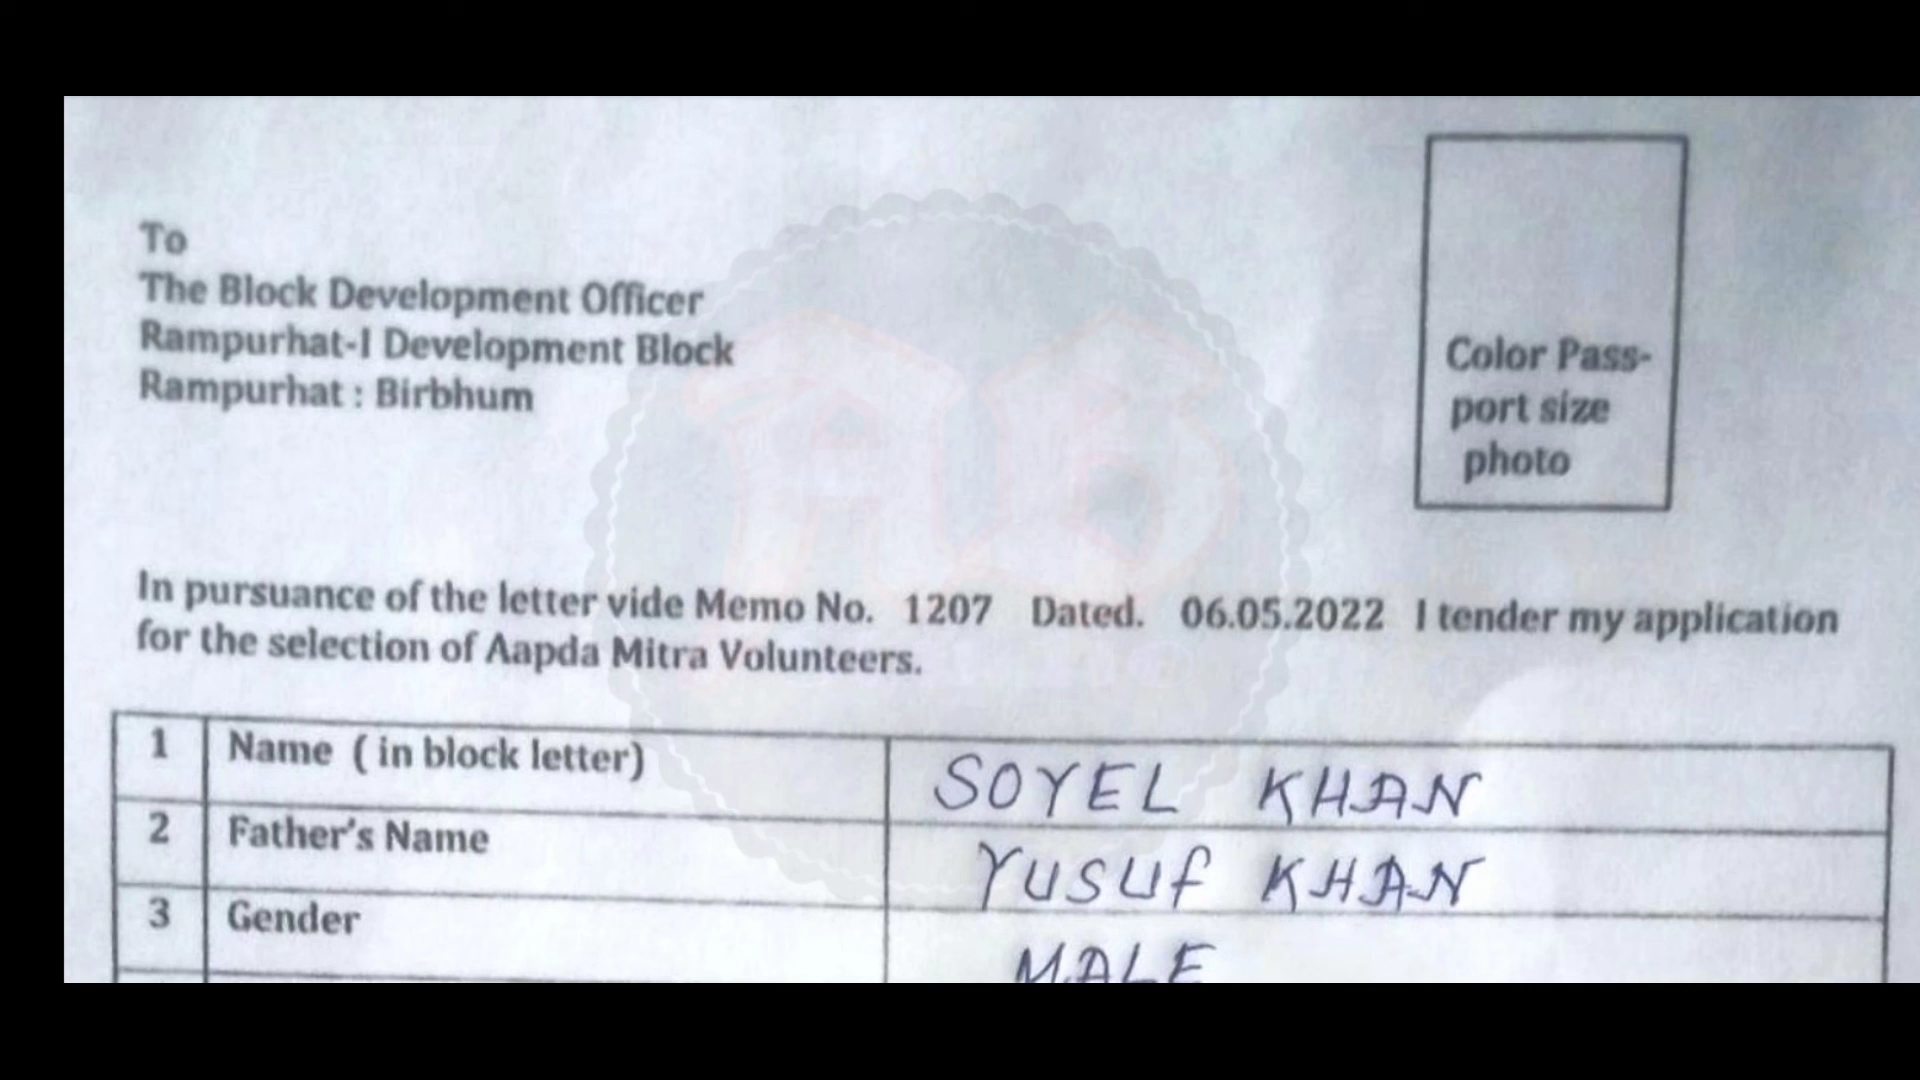 To
The Block Development Officer
Rampurhat-I Development Block
Rampurhat : Birbhum
Color Pass-
port size
photo
In pursuance of the letter vide Memo No. 1207 Dated. 06.05.2022 I tender my application
for the selection of Aapda Mitra Volunteers.
1 Name ( in block letter) SOYEL KHAN
2 Father's Name YUSUF KHAN
3 Gender MALE